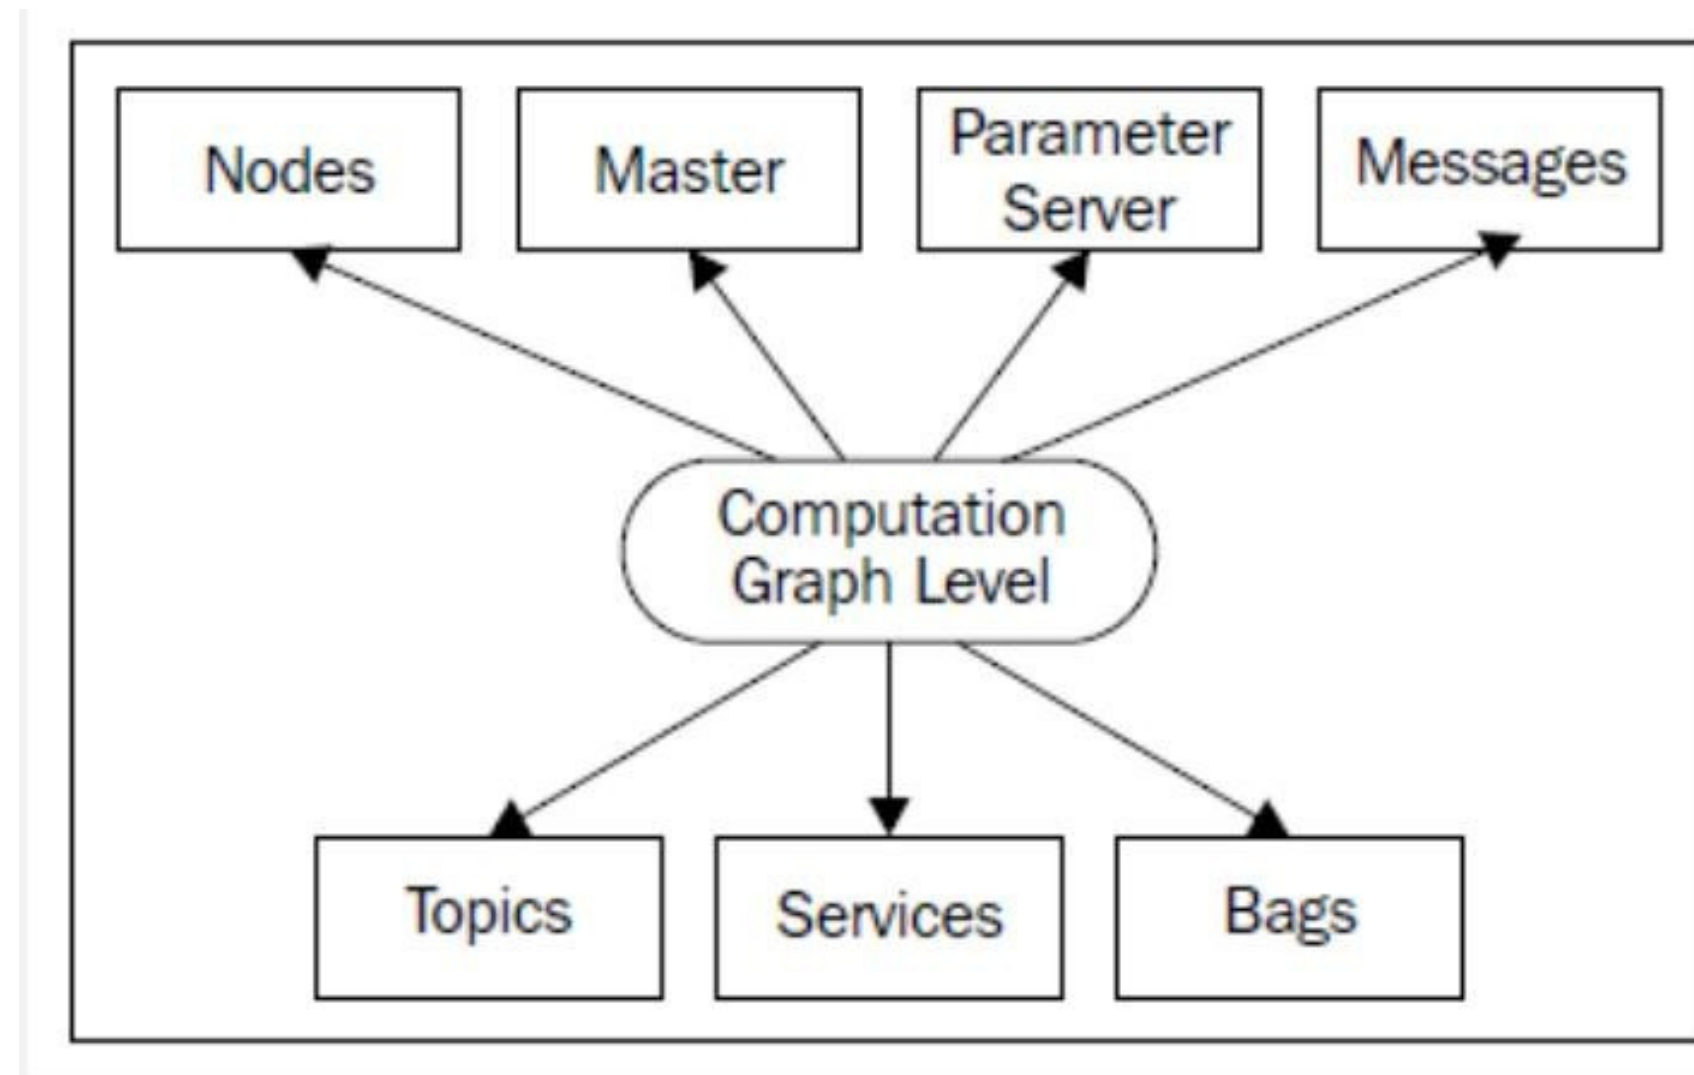 Nodes
Master
Parameter
Server
Messages
Computation
Graph Level
Topics
Services
Bags